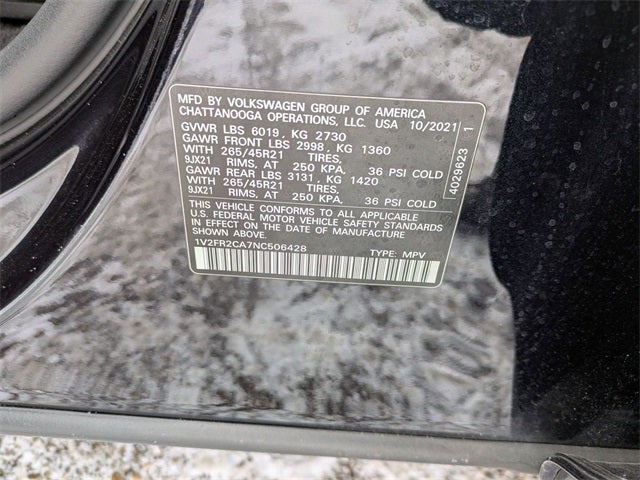 MFD BY VOLKSWAGEN GROUP OF AMERICA
CHATTANOOGA OPERATIONS, LLC. USA 10/2021
GVWR LBS 6019, KG 2730
GAWR FRONT LBS 2998, KG 1360
WITH 265/45R21 TIRES,
9JX21 RIMS, AT 250 KPA. 36 PSI COLD
GAWR REAR LBS 3131, KG 1420
WITH 265/45R21 TIRES,
9JX21 RIMS, AT 250 KPA. 36 PSI COLD
THIS VEHICLE CONFORMS TO ALL APPLICABLE
U.S. FEDERAL MOTOR VEHICLE SAFETY STANDARDS
IN EFFECT ON THE DATE OF MANUFACTURE
SHOWN ABOVE.
1V2FR2CA7NC506428 TYPE: MPV
4029623 1